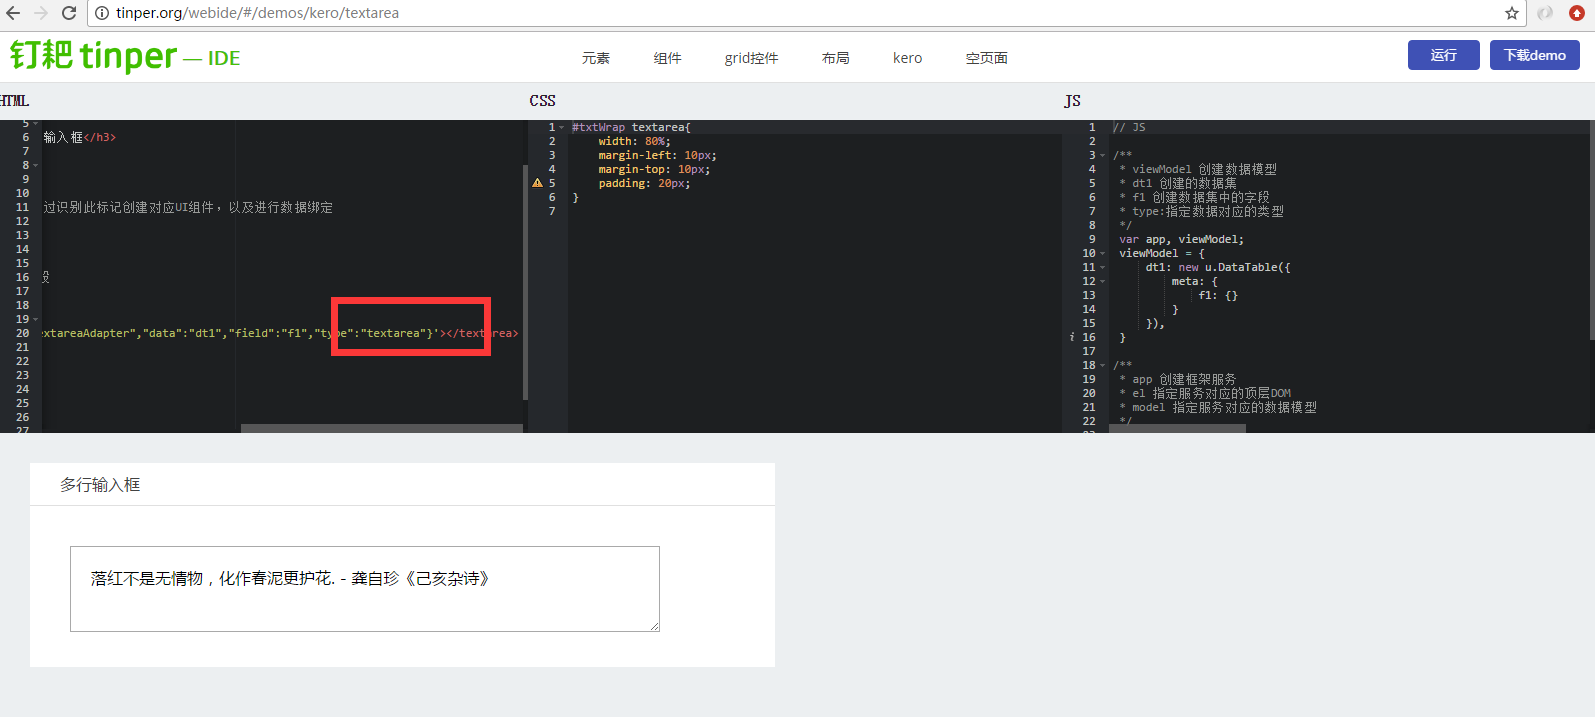 tinper.org/webide/#/demos/kero/textarea
钉耙 tinper — IDE
元素 组件 grid控件 布局 kero 空页面
运行 下载demo
HTML
5
6 输入框</h3>
7
8
9
10
11 过识别此标记创建对应UI组件，以及进行数据绑定
12
13
14
15
16 段
17
18
19
20 extareaAdapter","data":"dt1","field":"f1","type":"textarea"}'></textarea>
21
22
23
24
25
26
27
CSS
1 #txtWrap textarea{
2 width: 80%;
3 margin-left: 10px;
4 margin-top: 10px;
5 padding: 20px;
6 }
7
JS
1 // JS
2
3 /**
4 * viewModel 创建数据模型
5 * dt1 创建的数据集
6 * f1 创建数据集中的字段
7 * type:指定数据对应的类型
8 */
9 var app, viewModel;
10 viewModel = {
11 dt1: new u.DataTable({
12 meta: {
13 f1: {}
14 }
15 }),
16 }
17
18 /**
19 * app 创建框架服务
20 * el 指定服务对应的顶层DOM
21 * model 指定服务对应的数据模型
22 */
多行输入框
落红不是无情物，化作春泥更护花. - 龚自珍《己亥杂诗》